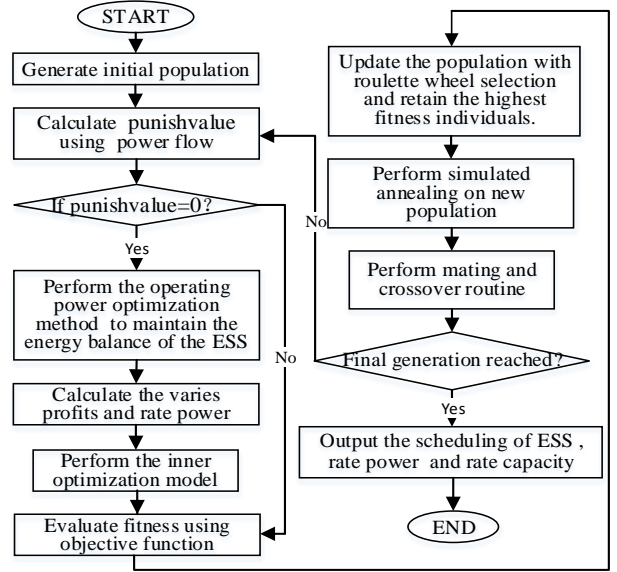 START
Generate initial population
Calculate punishvalue
using power flow
If punishvalue=0?
Yes
No
Perform the operating
power optimization
method to maintain the
energy balance of the ESS
Calculate the varies
profits and rate power
Perform the inner
optimization model
Evaluate fitness using
objective function
Update the population with
roulette wheel selection
and retain the highest
fitness individuals.
Perform simulated
annealing on new
population
Perform mating and
crossover routine
Final generation reached?
No
Yes
Output the scheduling of ESS ,
rate power and rate capacity
END